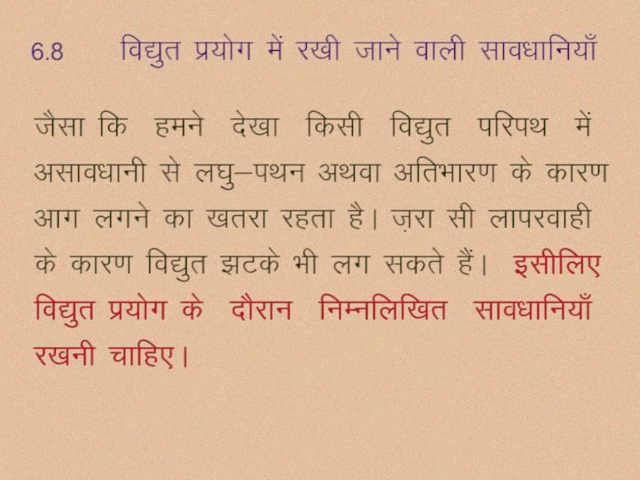 6.8 विद्युत प्रयोग में रखी जाने वाली सावधानियाँ
जैसा कि हमने देखा किसी विद्युत परिपथ में
असावधानी से लघु–पथन अथवा अतिभारण के कारण
आग लगने का खतरा रहता है। ज़रा सी लापरवाही
के कारण विद्युत झटके भी लग सकते हैं। इसीलिए
विद्युत प्रयोग के दौरान निम्नलिखित सावधानियाँ
रखनी चाहिए।